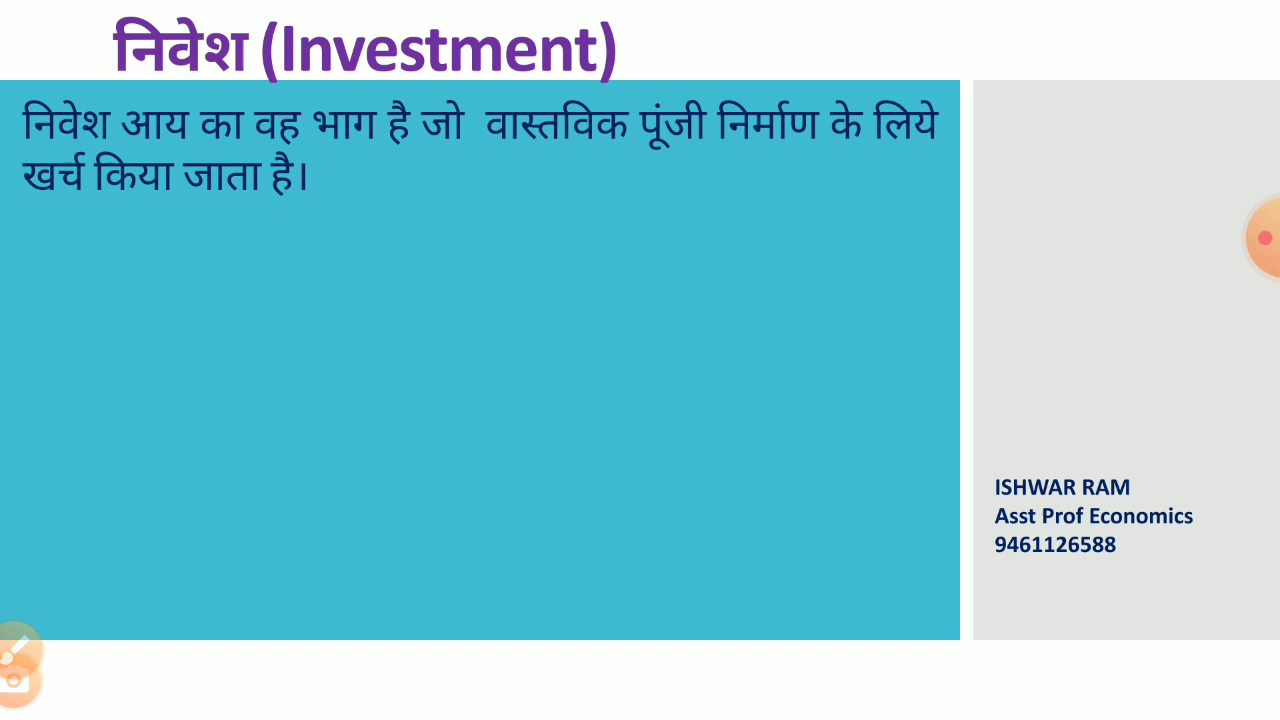 निवेश (Investment)
निवेश आय का वह भाग है जो वास्तविक पूंजी निर्माण के लिये
खर्च किया जाता है।
ISHWAR RAM
Asst Prof Economics
9461126588